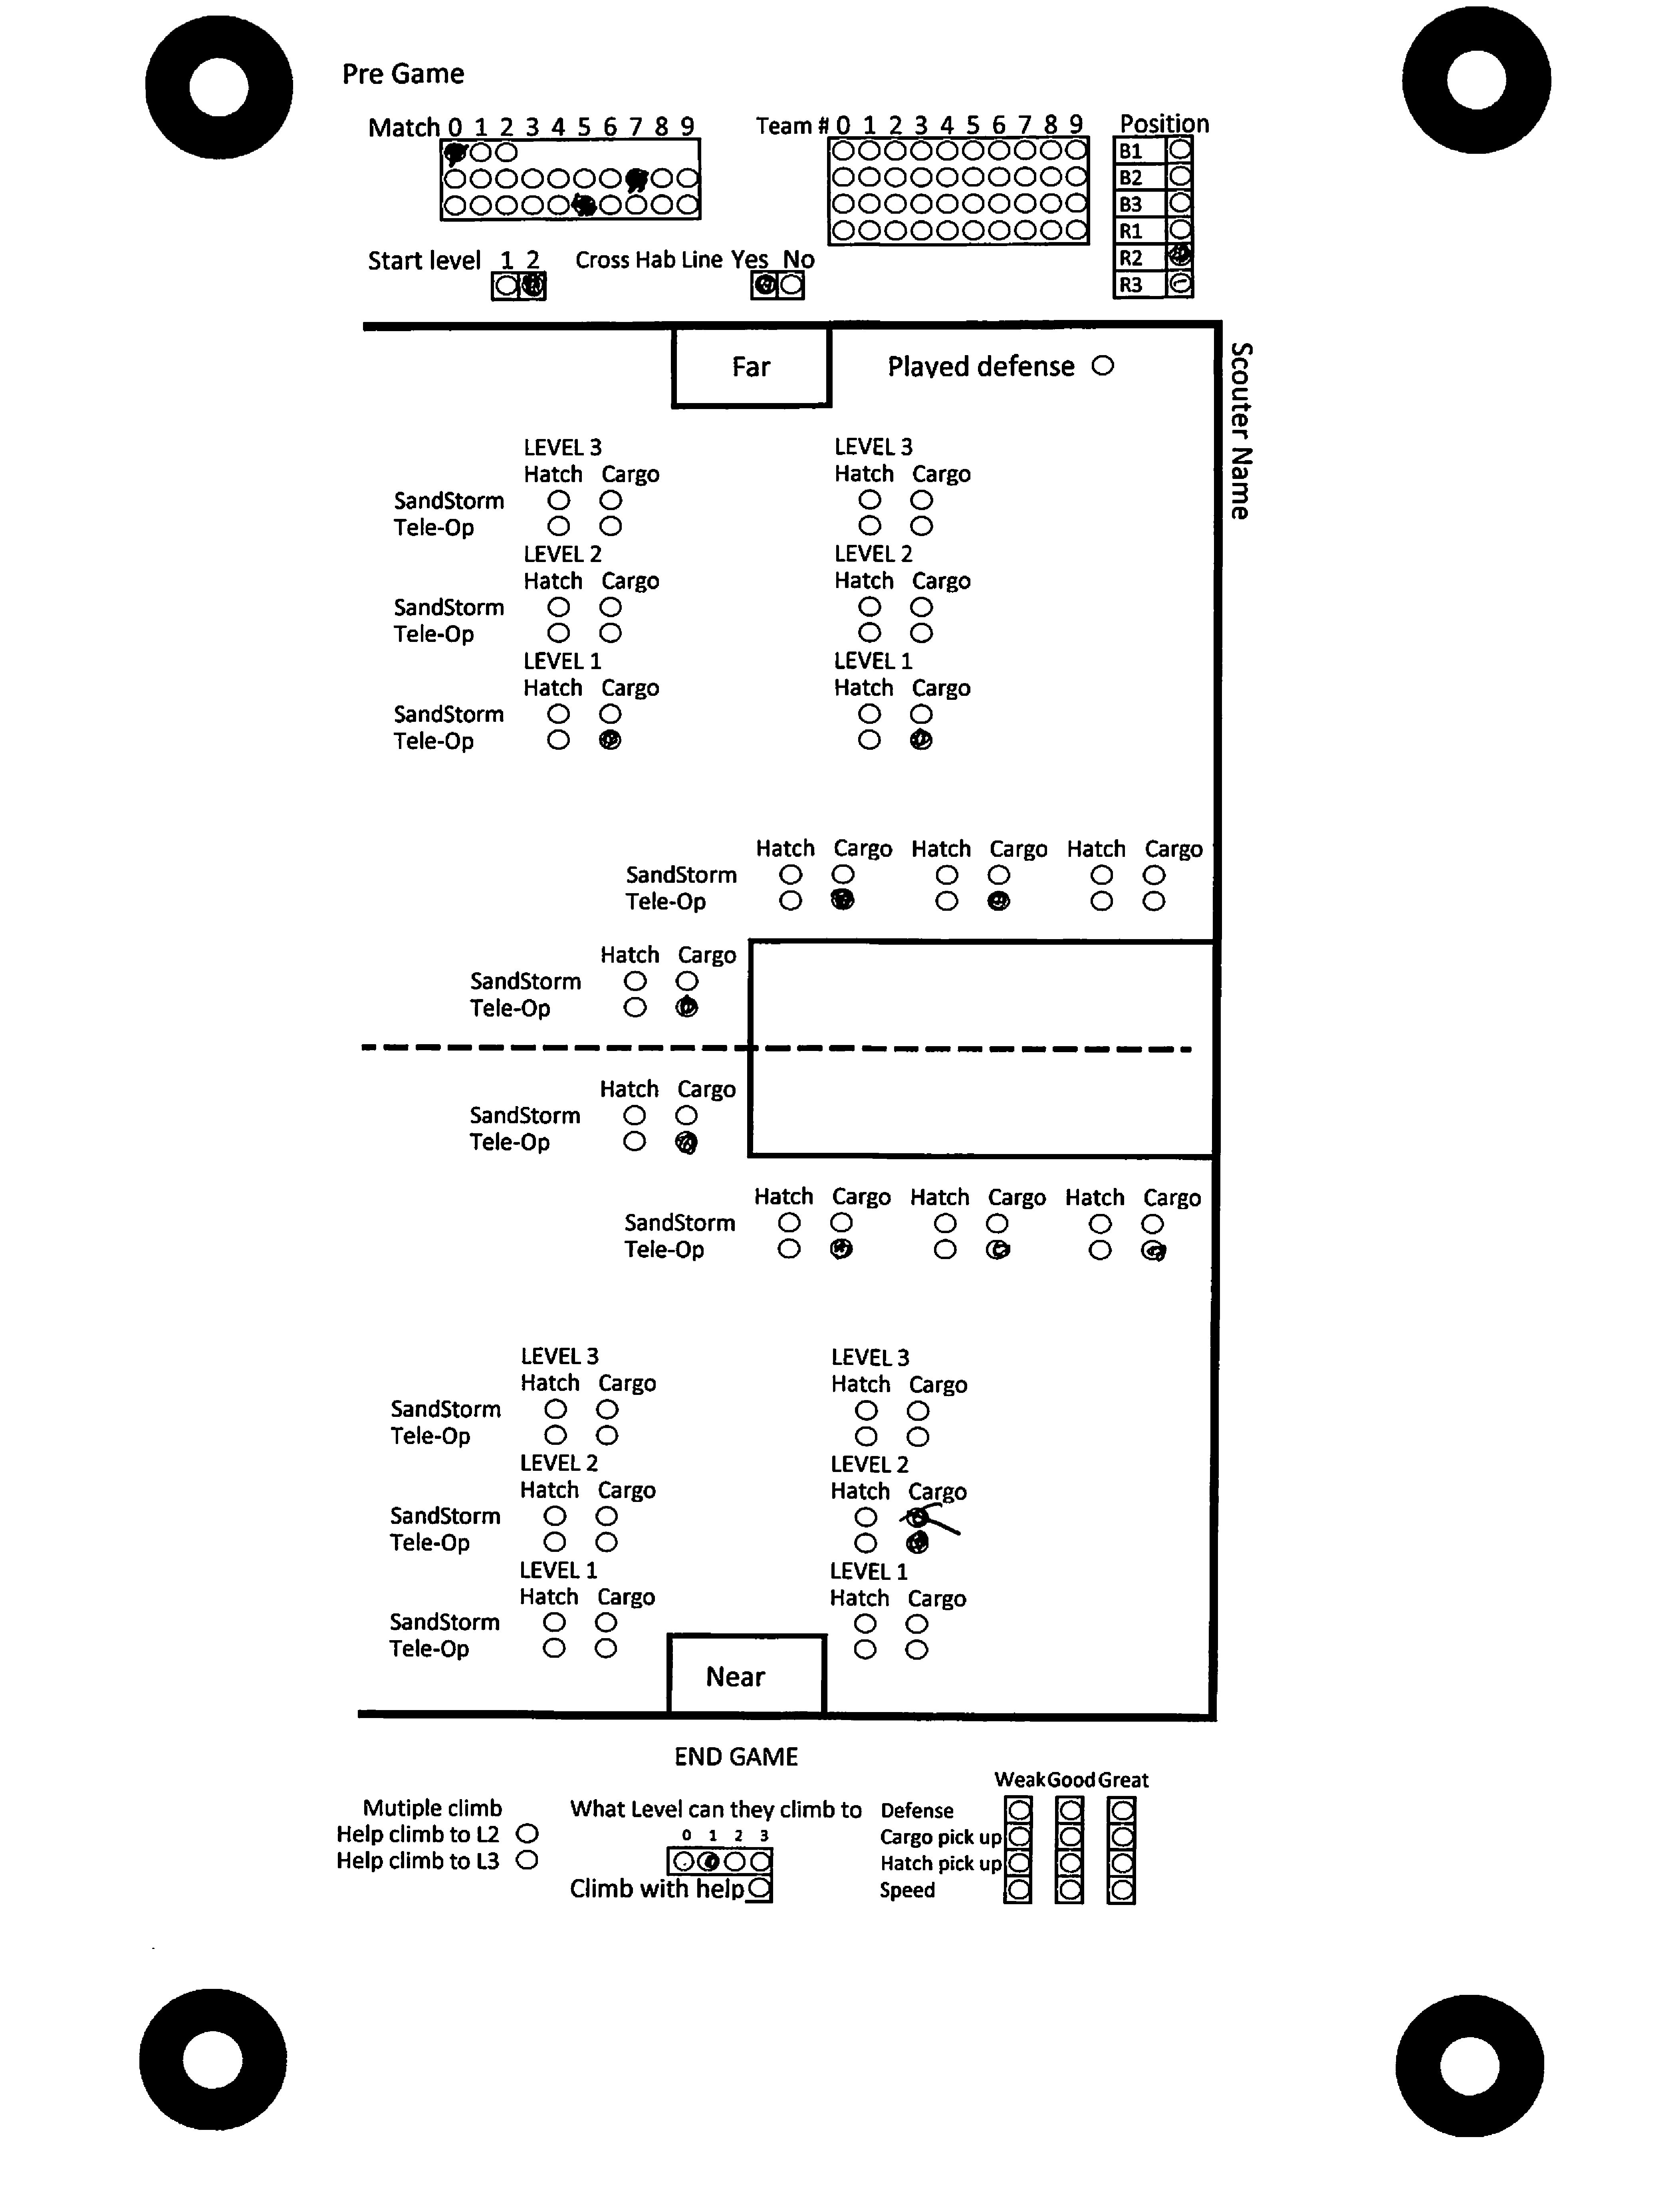 Pre Game
Match 0 1 2 3 4 5 6 7 8 9
Team # 0 1 2 3 4 5 6 7 8 9
Position
B1
B2
B3
R1
R2
R3
Start level 1 2
Cross Hab Line Yes No
Far
Played defense
Scouter Name
LEVEL 3 LEVEL 3
Hatch Cargo Hatch Cargo
SandStorm
Tele-Op
LEVEL 2 LEVEL 2
Hatch Cargo Hatch Cargo
SandStorm
Tele-Op
LEVEL 1 LEVEL 1
Hatch Cargo Hatch Cargo
SandStorm
Tele-Op
Hatch Cargo Hatch Cargo Hatch Cargo
SandStorm
Tele-Op
Hatch Cargo
SandStorm
Tele-Op
Hatch Cargo
SandStorm
Tele-Op
Hatch Cargo Hatch Cargo Hatch Cargo
SandStorm
Tele-Op
LEVEL 3 LEVEL 3
Hatch Cargo Hatch Cargo
SandStorm
Tele-Op
LEVEL 2 LEVEL 2
Hatch Cargo Hatch Cargo
SandStorm
Tele-Op
LEVEL 1 LEVEL 1
Hatch Cargo Hatch Cargo
SandStorm
Tele-Op
Near
END GAME
Mutiple climb
Help climb to L2
Help climb to L3
What Level can they climb to
0 1 2 3
Climb with help
Weak Good Great
Defense
Cargo pick up
Hatch pick up
Speed